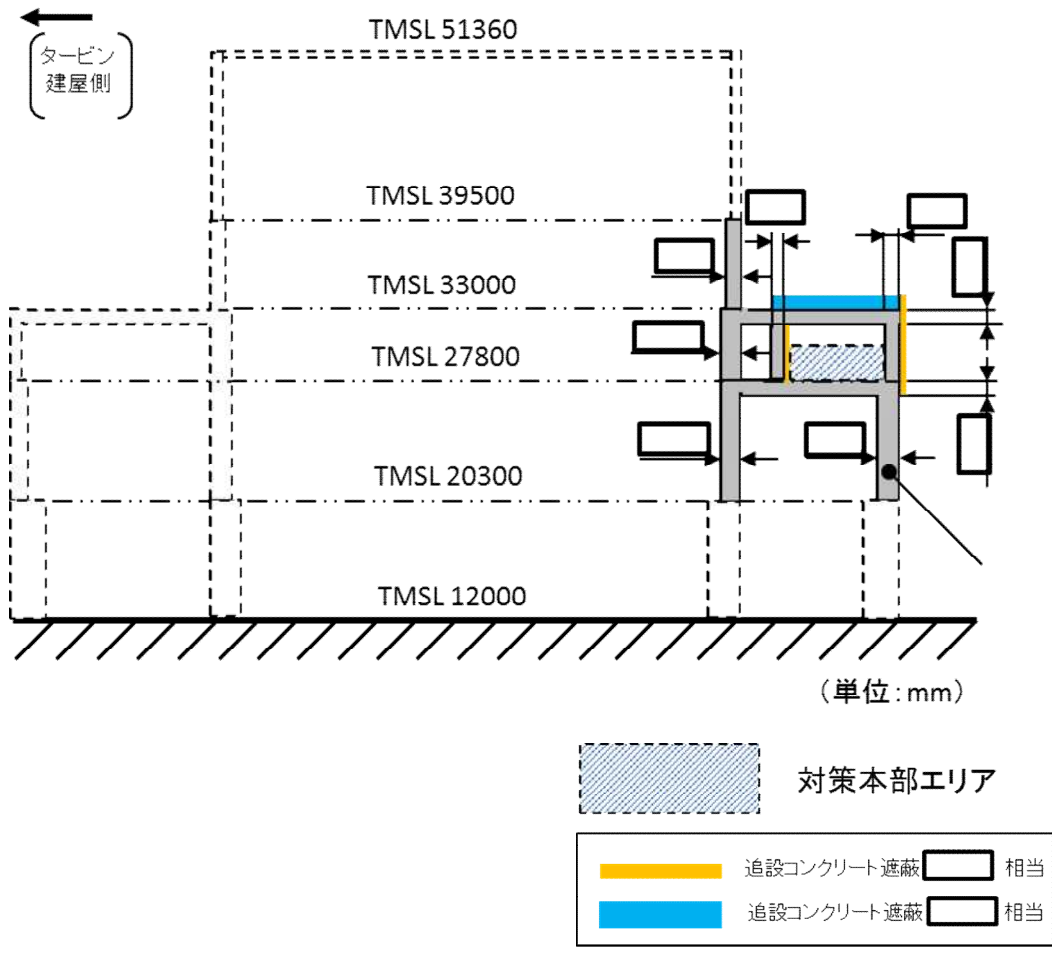 TMSL 51360
タービン
建屋側
TMSL 39500
TMSL 33000
TMSL 27800
TMSL 20300
TMSL 12000
(単位:mm)
対策本部エリア
追設コンクリート遮蔽 相当
追設コンクリート遮蔽 相当